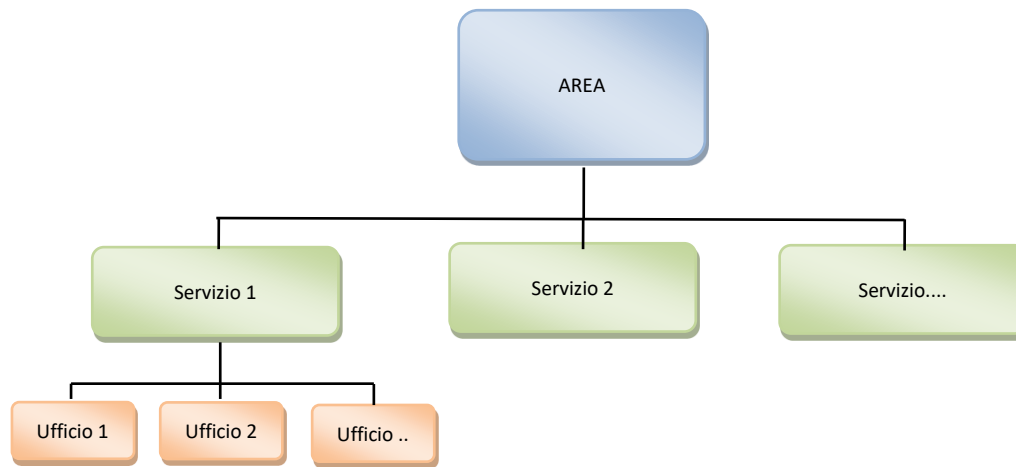 AREA
Servizio 1
Servizio 2
Servizio....
Ufficio 1
Ufficio 2
Ufficio ..